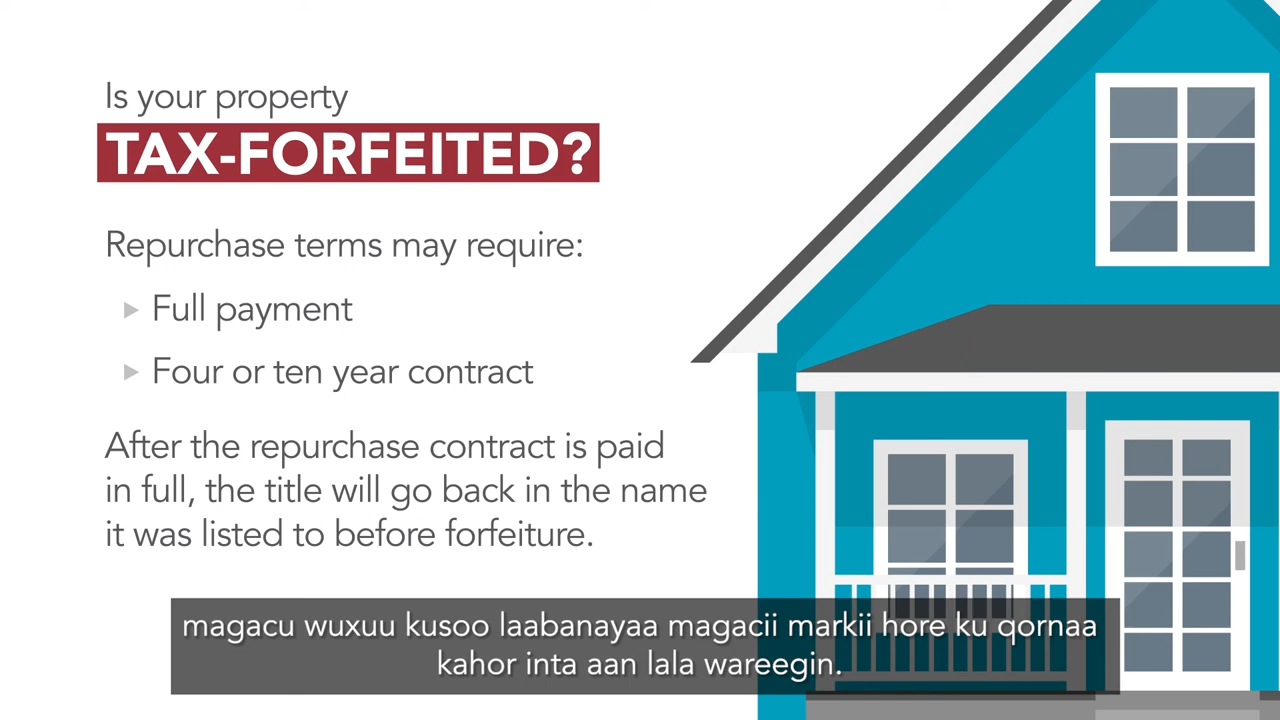 Is your property
TAX-FORFEITED?
Repurchase terms may require:
Full payment
Four or ten year contract
After the repurchase contract is paid
in full, the title will go back in the name
it was listed to before forfeiture.
magacu wuxuu kusoo laabanayaa magacii markii hore ku qornaa
kahor inta aan lala wareegin.